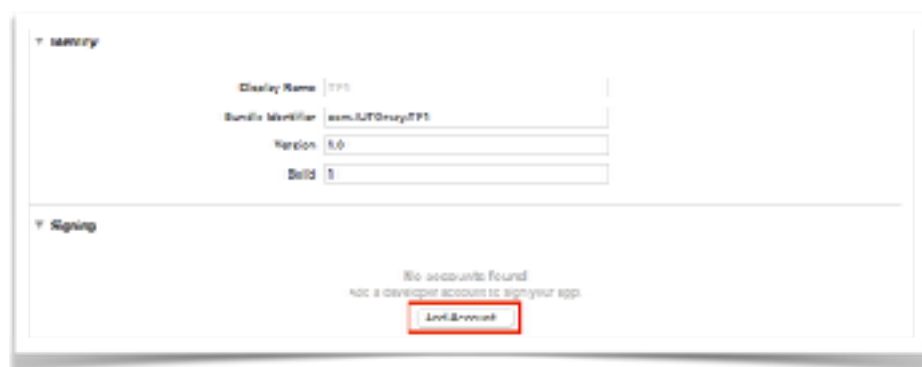 Identity
Display Name TP1
Bundle Identifier
Version 1.0
Build 1
Signing
No accounts found
Add a developer account to sign your app.
Add Account...